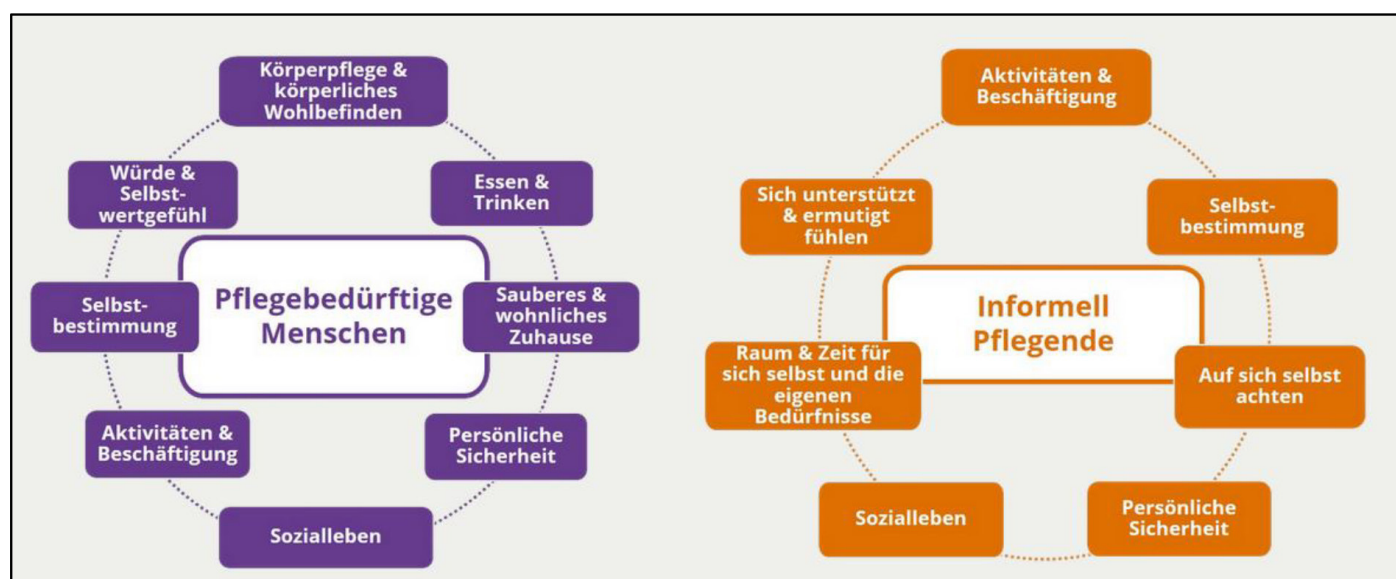 Körperpflege &
körperliches
Wohlbefinden
Essen &
Trinken
Sauberes &
wohnliches
Zuhause
Persönliche
Sicherheit
Sozialleben
Aktivitäten &
Beschäftigung
Selbst-
bestimmung
Würde &
Selbst-
wertgefühl
Pflegebedürftige
Menschen
Aktivitäten &
Beschäftigung
Selbst-
bestimmung
Auf sich selbst
achten
Persönliche
Sicherheit
Sozialleben
Raum & Zeit für
sich selbst und die
eigenen
Bedürfnisse
Sich unterstützt
& ermutigt
fühlen
Informell
Pflegende